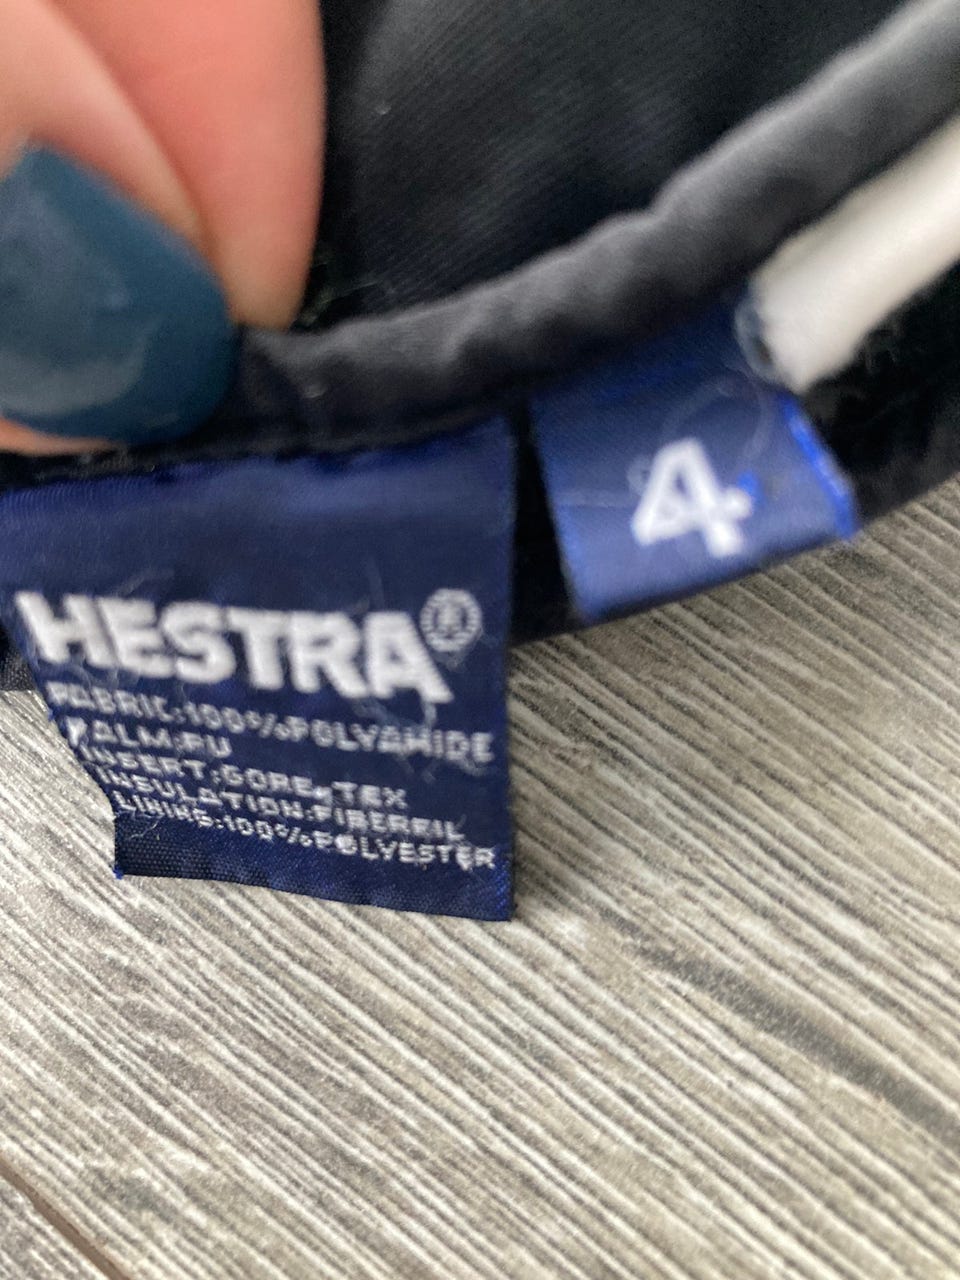 HESTRA®
FABRIC:100%POLYAMIDE
PALM:PU
INSERT:GORE-TEX
INSULATION:FIBERFIL
LINING:100%POLYESTER
4